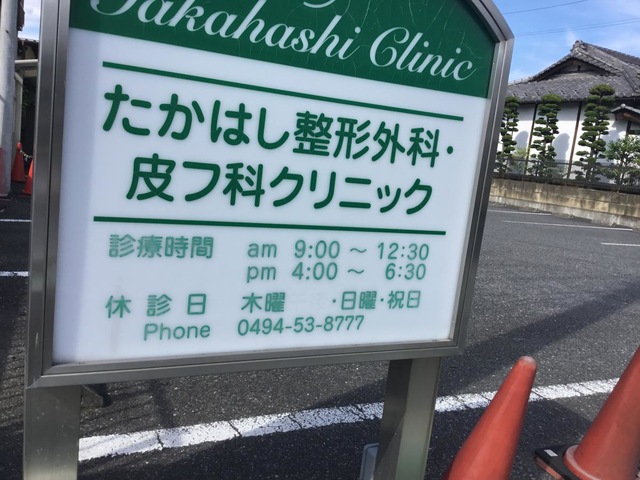 Takahashi Clinic
たかはし整形外科・
皮フ科クリニック
診療時間 am 9:00 ～ 12:30
pm 4:00 ～ 6:30
休診日 木曜 ・日曜・祝日
Phone 0494-53-8777